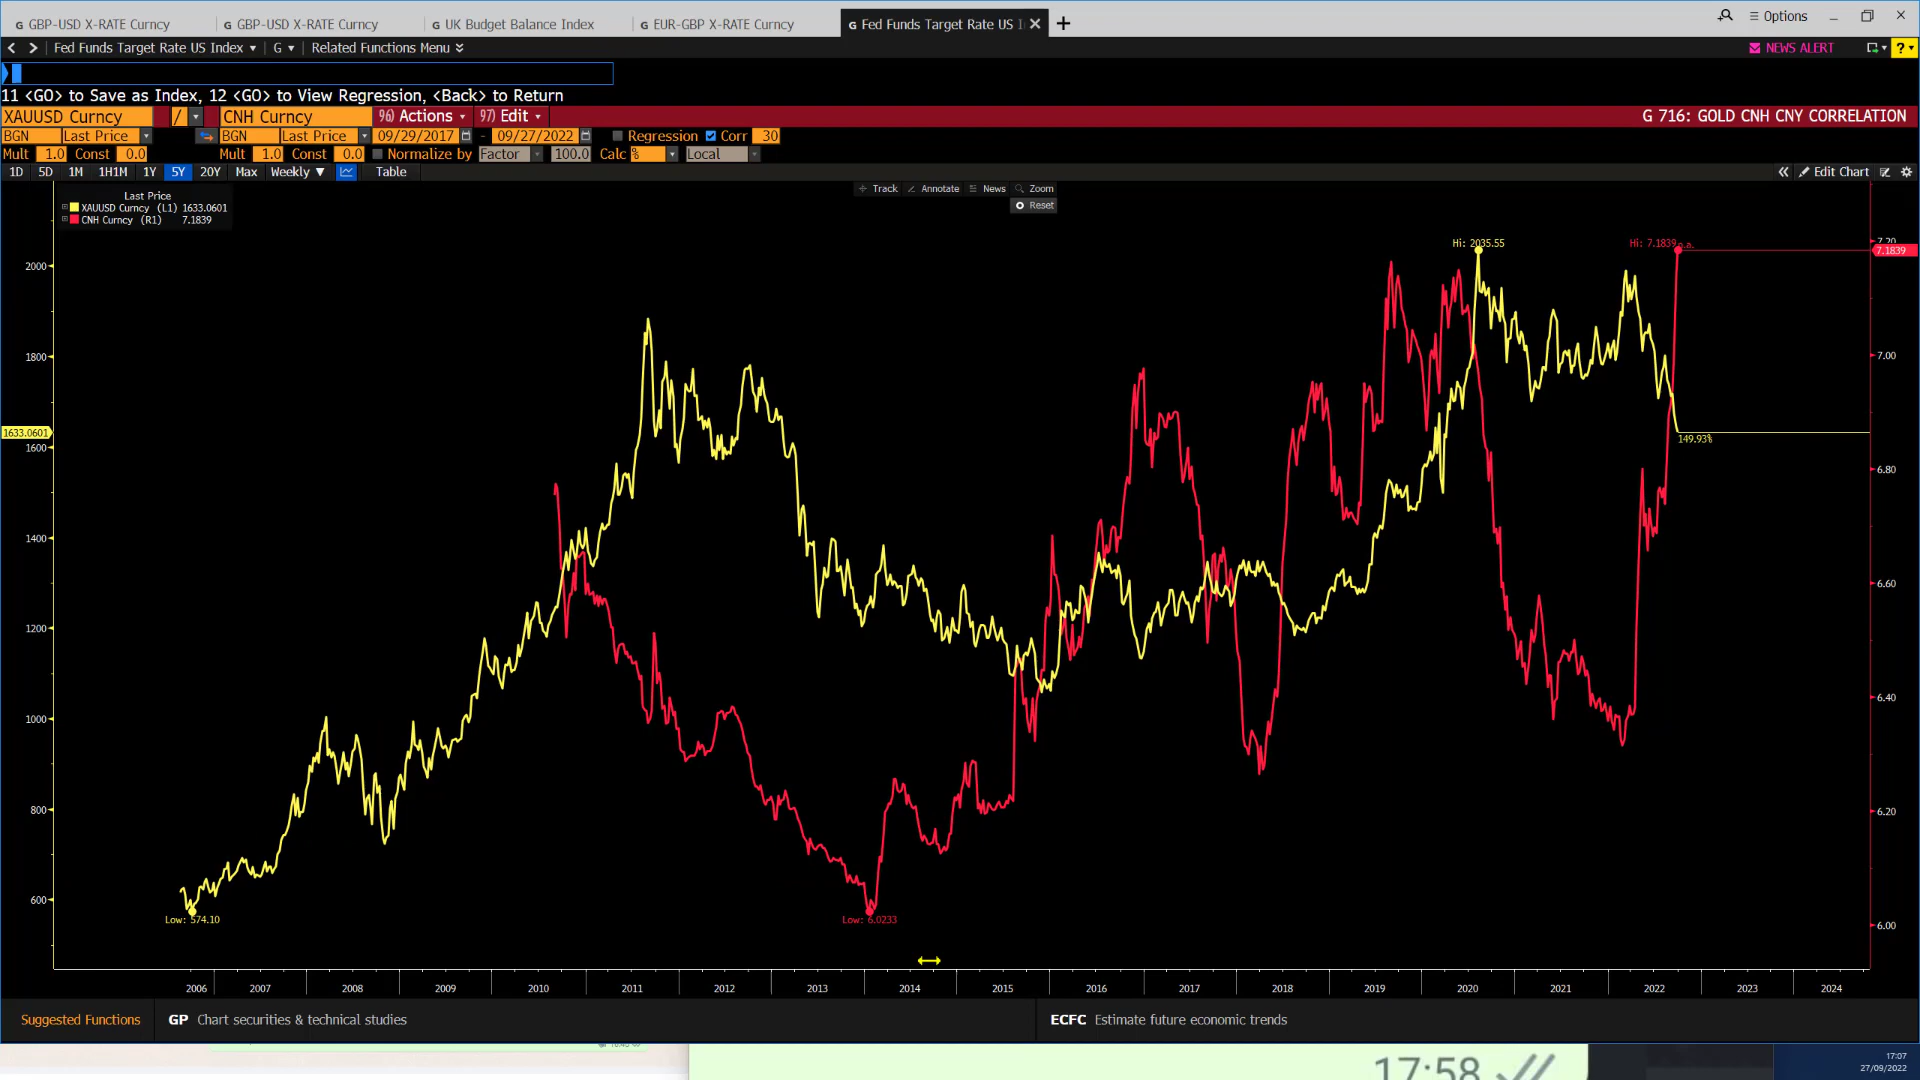 G GBP-USD X-RATE Curncy
G GBP-USD X-RATE Curncy
G UK Budget Balance Index
G EUR-GBP X-RATE Curncy
G Fed Funds Target Rate US I
Options
Fed Funds Target Rate US Index
G
Related Functions Menu
NEWS ALERT
?
11 <GO> to Save as Index, 12 <GO> to View Regression, <Back> to Return
XAUUSD Curncy / CNH Curncy 96) Actions 97) Edit G 716: GOLD CNH CNY CORRELATION
BGN Last Price BGN Last Price 09/29/2017 - 09/27/2022 Regression Corr 30
Mult 1.0 Const 0.0 Mult 1.0 Const 0.0 Normalize by Factor 100.0 Calc % Local
1D 5D 1M 1H1M 1Y 5Y 20Y Max Weekly ▼ Table Edit Chart
Track Annotate News Zoom
Reset
Last Price
XAUUSD Curncy (L1) 1633.0601
CNH Curncy (R1) 7.1839
Hi: 2035.55
Hi: 7.1839 n.a.
149.93%
Low: 574.10
Low: 6.0233
2000
1800
1633.0601
1600
1400
1200
1000
800
600
7.20
7.1839
7.00
6.80
6.60
6.40
6.20
6.00
2006 2007 2008 2009 2010 2011 2012 2013 2014 2015 2016 2017 2018 2019 2020 2021 2022 2023 2024
Suggested Functions GP Chart securities & technical studies ECFC Estimate future economic trends
17:58
17:07
27/09/2022